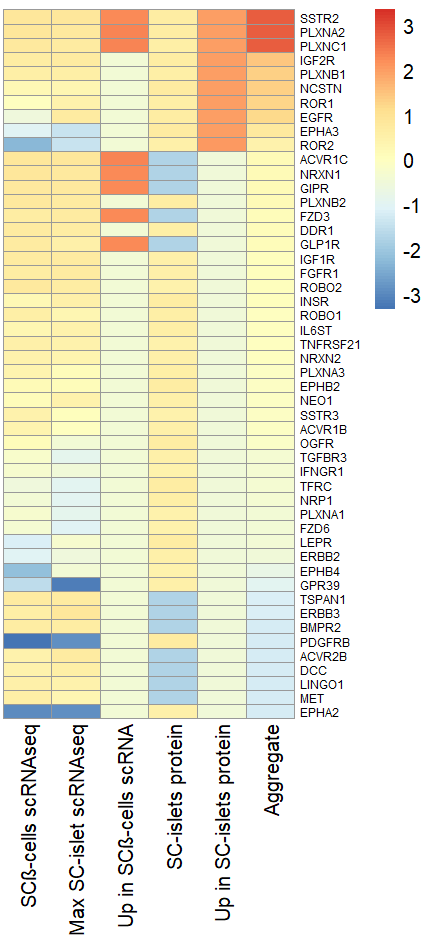 SSTR2
PLXNA2
PLXNC1
IGF2R
PLXNB1
NCSTN
ROR1
EGFR
EPHA3
ROR2
ACVR1C
NRXN1
GIPR
PLXNB2
FZD3
DDR1
GLP1R
IGF1R
FGFR1
ROBO2
INSR
ROBO1
IL6ST
TNFRSF21
NRXN2
PLXNA3
EPHB2
NEO1
SSTR3
ACVR1B
OGFR
TGFBR3
IFNGR1
TFRC
NRP1
PLXNA1
FZD6
LEPR
ERBB2
EPHB4
GPR39
TSPAN1
ERBB3
BMPR2
PDGFRB
ACVR2B
DCC
LINGO1
MET
EPHA2
3
2
1
0
-1
-2
-3
SCß-cells scRNAseq
Max SC-islet scRNAseq
Up in SCß-cells scRNA
SC-islets protein
Up in SC-islets protein
Aggregate